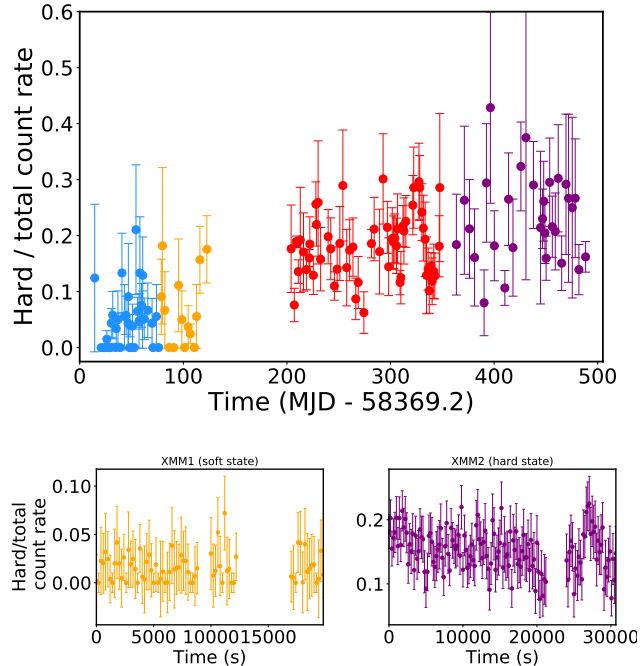 0.6
0.5
0.4
0.3
0.2
0.1
0.0
Hard / total count rate
0 100 200 300 400 500
Time (MJD - 58369.2)
XMM1 (soft state)
0.10
0.05
0.00
Hard/total
count rate
0 5000 10000 15000
Time (s)
XMM2 (hard state)
0.2
0.1
0 10000 20000 30000
Time (s)